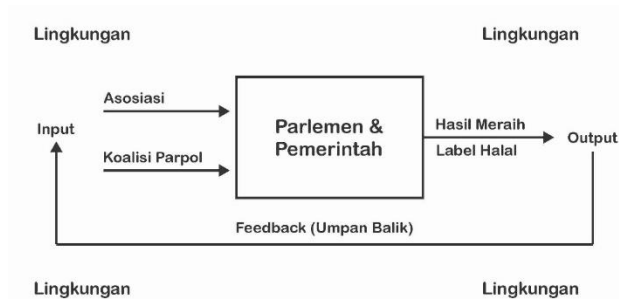 Lingkungan
Lingkungan
Asosiasi
Input
Koalisi Parpol
Parlemen &
Pemerintah
Hasil Meraih
Label Halal
Output
Feedback (Umpan Balik)
Lingkungan
Lingkungan